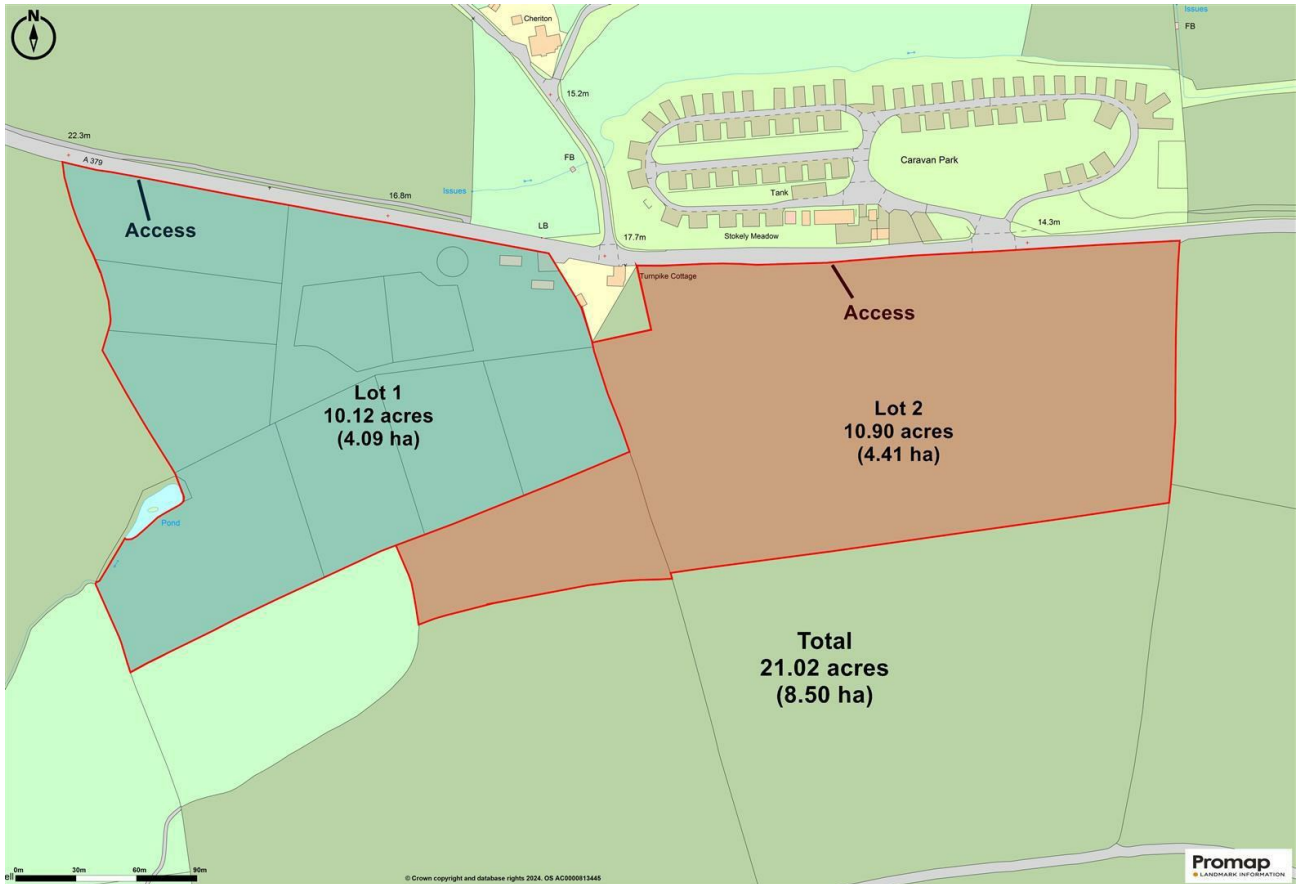 N
Cheriton
Issues
FB
15.2m
22.3m
A 379
FB
Caravan Park
Issues
16.8m
Tank
Access
LB
17.7m
Stokely Meadow
14.3m
Turnpike Cottage
Access
Lot 1
10.12 acres
(4.09 ha)
Lot 2
10.90 acres
(4.41 ha)
Pond
Total
21.02 acres
(8.50 ha)
0m 30m 60m 90m
ell
© Crown copyright and database rights 2024. OS AC0000813445
Promap
LANDMARK INFORMATION